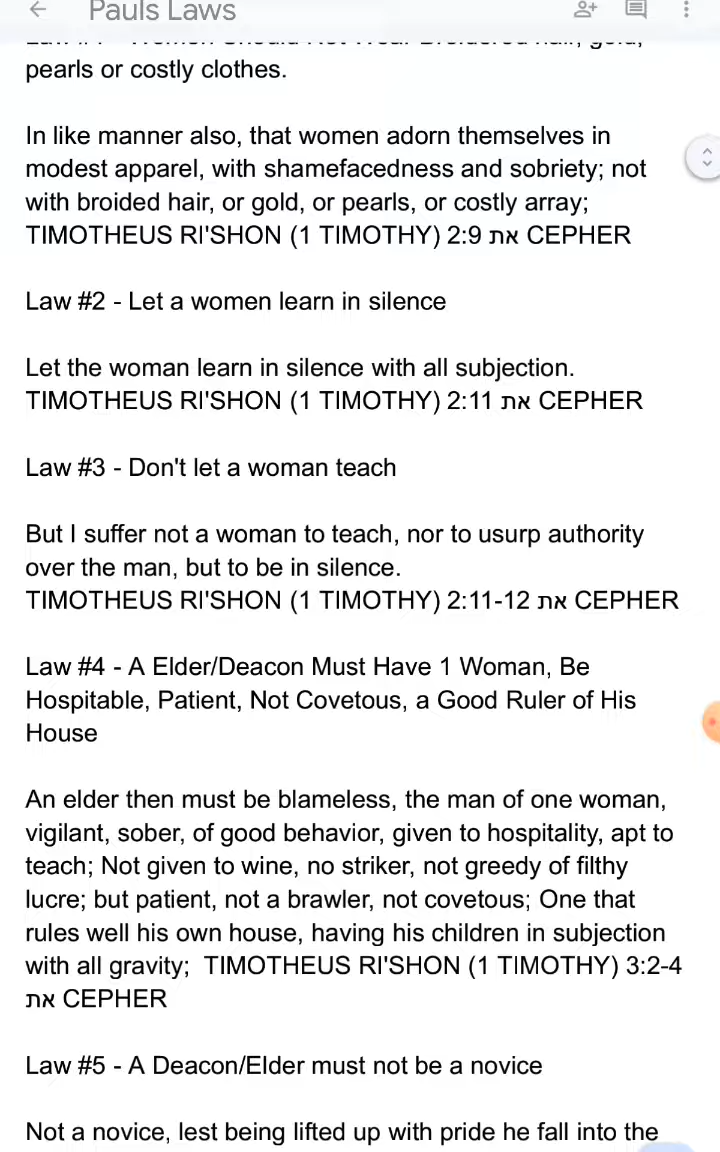 Pauls Laws
pearls or costly clothes.
In like manner also, that women adorn themselves in
modest apparel, with shamefacedness and sobriety; not
with broided hair, or gold, or pearls, or costly array;
TIMOTHEUS RI'SHON (1 TIMOTHY) 2:9 את CEPHER
Law #2 - Let a women learn in silence
Let the woman learn in silence with all subjection.
TIMOTHEUS RI'SHON (1 TIMOTHY) 2:11 את CEPHER
Law #3 - Don't let a woman teach
But I suffer not a woman to teach, nor to usurp authority
over the man, but to be in silence.
TIMOTHEUS RI'SHON (1 TIMOTHY) 2:11-12 את CEPHER
Law #4 - A Elder/Deacon Must Have 1 Woman, Be
Hospitable, Patient, Not Covetous, a Good Ruler of His
House
An elder then must be blameless, the man of one woman,
vigilant, sober, of good behavior, given to hospitality, apt to
teach; Not given to wine, no striker, not greedy of filthy
lucre; but patient, not a brawler, not covetous; One that
rules well his own house, having his children in subjection
with all gravity;  TIMOTHEUS RI'SHON (1 TIMOTHY) 3:2-4
את CEPHER
Law #5 - A Deacon/Elder must not be a novice
Not a novice, lest being lifted up with pride he fall into the